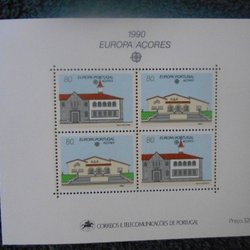 1990
EUROPA/AÇORES
80 EUROPA PORTUGAL
AÇORES
80 EUROPA PORTUGAL
AÇORES
80 EUROPA PORTUGAL
AÇORES
80 EUROPA PORTUGAL
AÇORES
CORREIOS E TELECOMUNICAÇÕES DE PORTUGAL
Preço